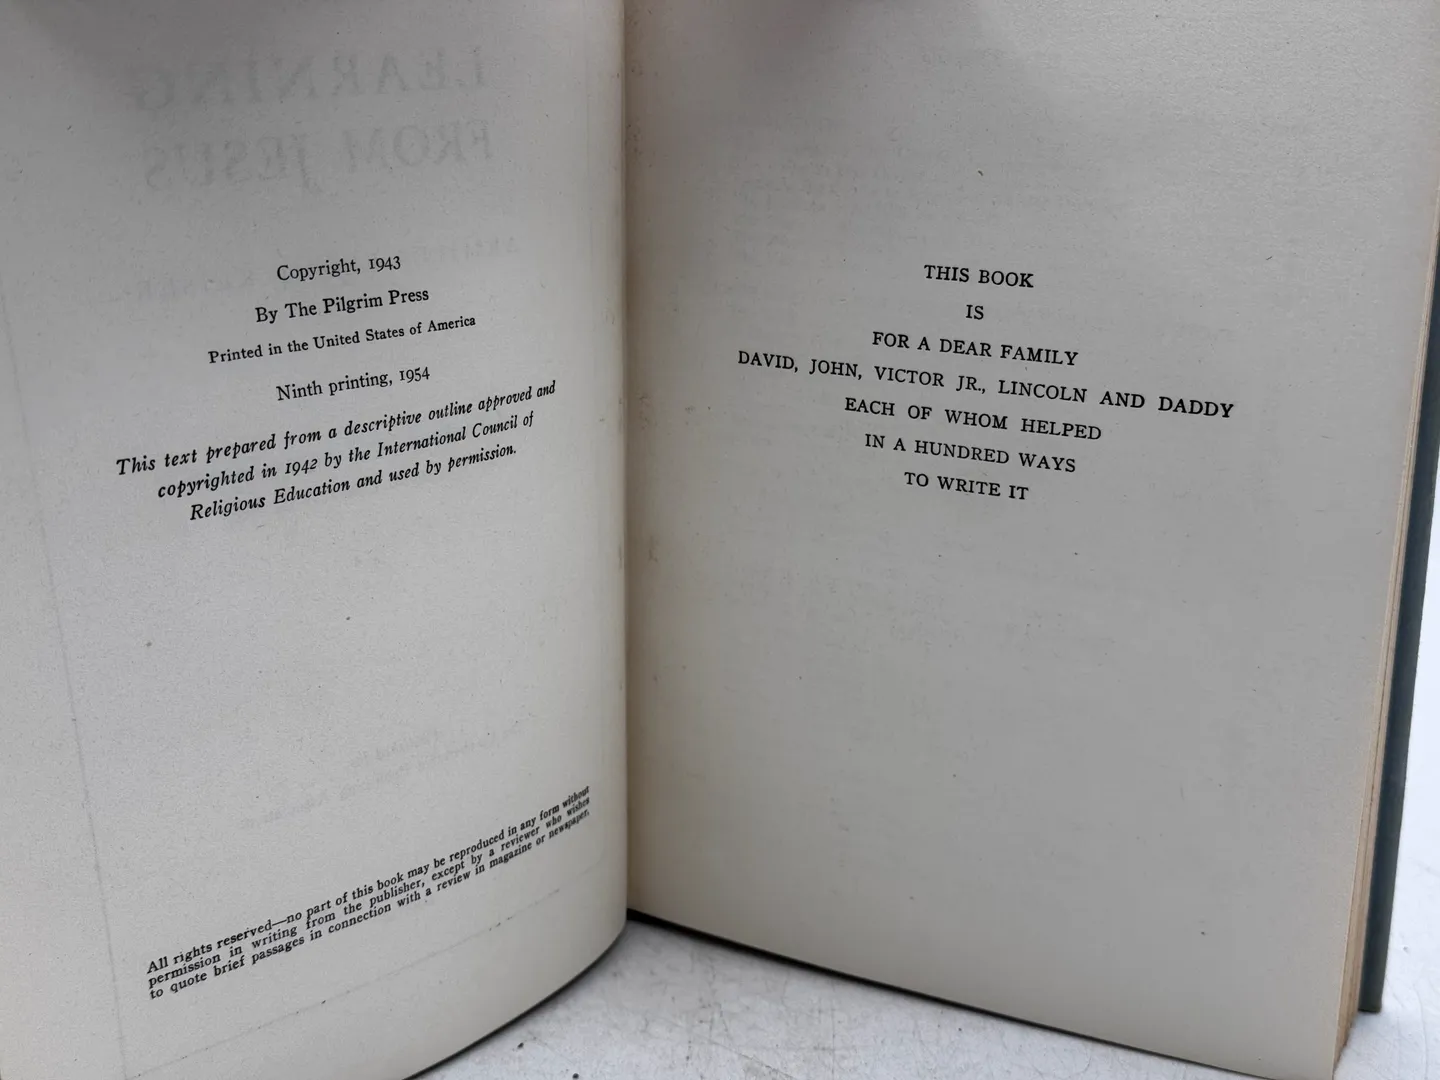 LEARNING
FROM JESUS
Copyright, 1943
By The Pilgrim Press
Printed in the United States of America
Ninth printing, 1954
This text prepared from a descriptive outline approved and
copyrighted in 1942 by the International Council of
Religious Education and used by permission.
All rights reserved—no part of this book may be reproduced in any form without
permission in writing from the publisher, except by a reviewer who wishes
to quote brief passages in connection with a review in magazine or newspaper.
THIS BOOK
IS
FOR A DEAR FAMILY
DAVID, JOHN, VICTOR JR., LINCOLN AND DADDY
EACH OF WHOM HELPED
IN A HUNDRED WAYS
TO WRITE IT